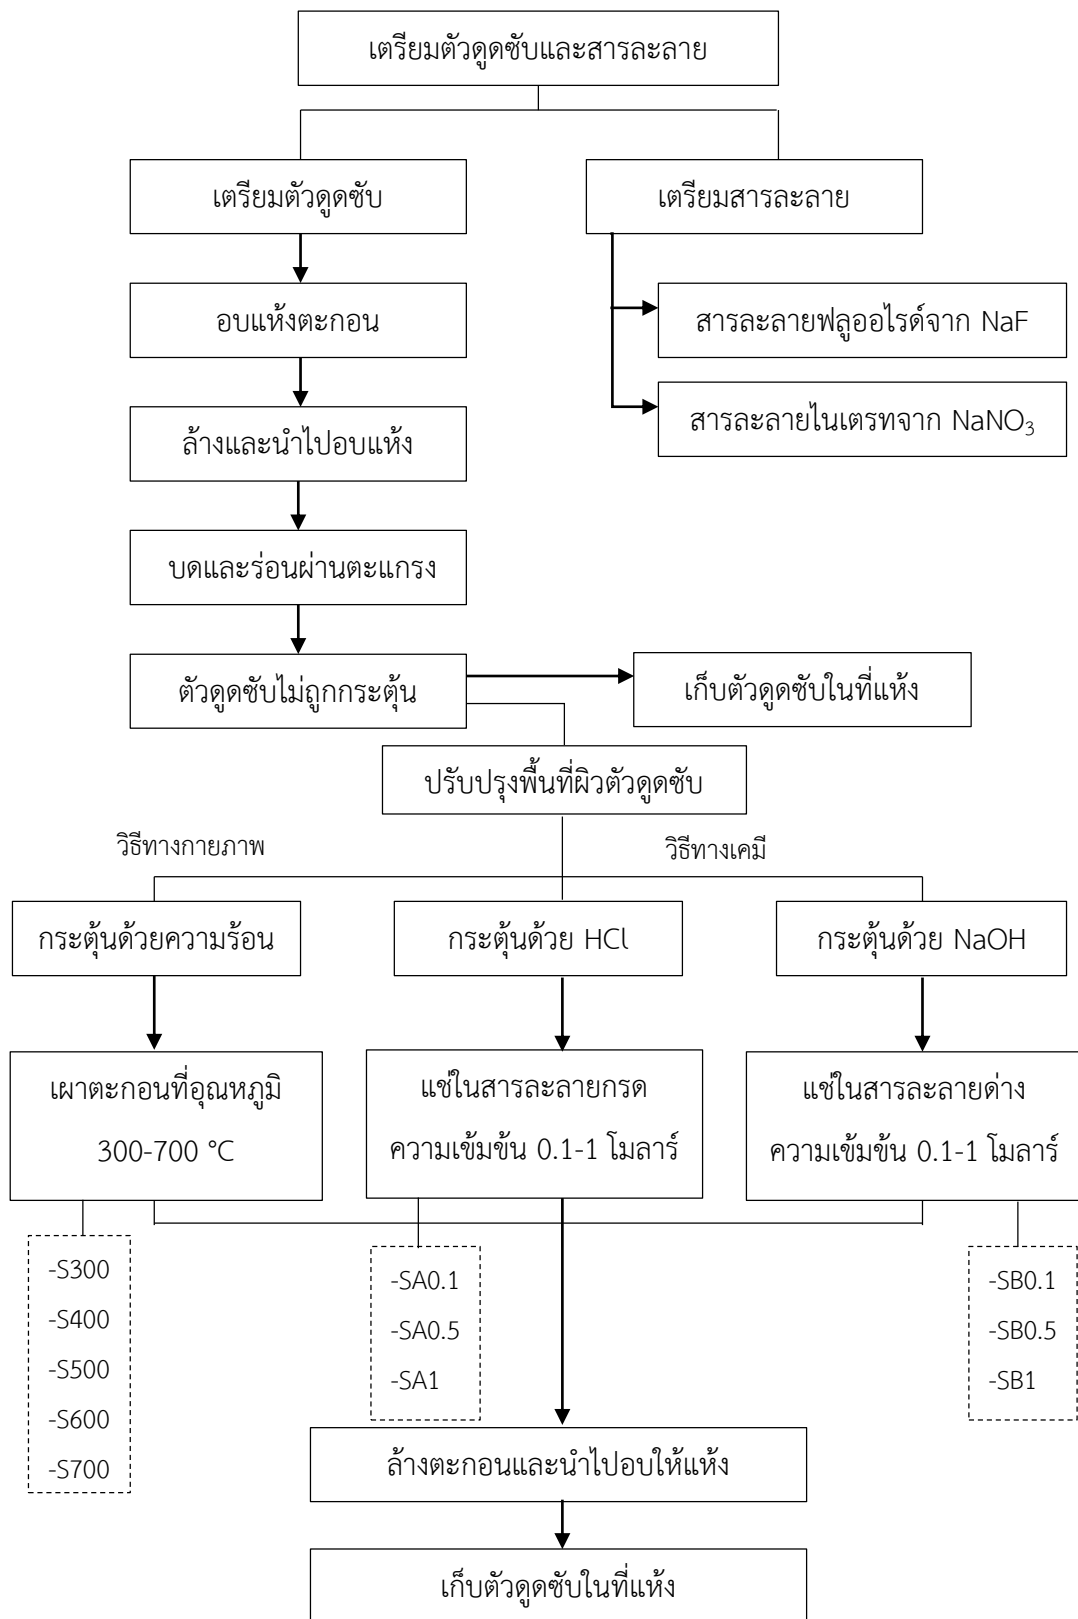 เตรียมตัวดูดซับและสารละลาย
เตรียมตัวดูดซับ
เตรียมสารละลาย
อบแห้งตะกอน
สารละลายฟลูออไรด์จาก NaF
ล้างและนำไปอบแห้ง
สารละลายไนเตรทจาก NaNO₃
บดและร่อนผ่านตะแกรง
ตัวดูดซับไม่ถูกกระตุ้น
เก็บตัวดูดซับในที่แห้ง
ปรับปรุงพื้นที่ผิวตัวดูดซับ
วิธีทางกายภาพ
วิธีทางเคมี
กระตุ้นด้วยความร้อน
กระตุ้นด้วย HCl
กระตุ้นด้วย NaOH
เผาตะกอนที่อุณหภูมิ
300-700 °C
แช่ในสารละลายกรด
ความเข้มข้น 0.1-1 โมลาร์
แช่ในสารละลายด่าง
ความเข้มข้น 0.1-1 โมลาร์
-S300
-S400
-S500
-S600
-S700
-SA0.1
-SA0.5
-SA1
-SB0.1
-SB0.5
-SB1
ล้างตะกอนและนำไปอบให้แห้ง
เก็บตัวดูดซับในที่แห้ง